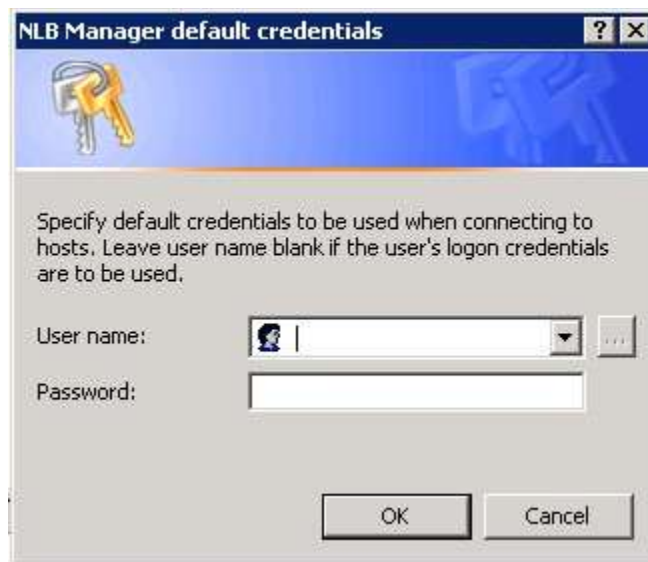 NLB Manager default credentials
Specify default credentials to be used when connecting to
hosts. Leave user name blank if the user's logon credentials
are to be used.
User name:
...
Password:
OK Cancel